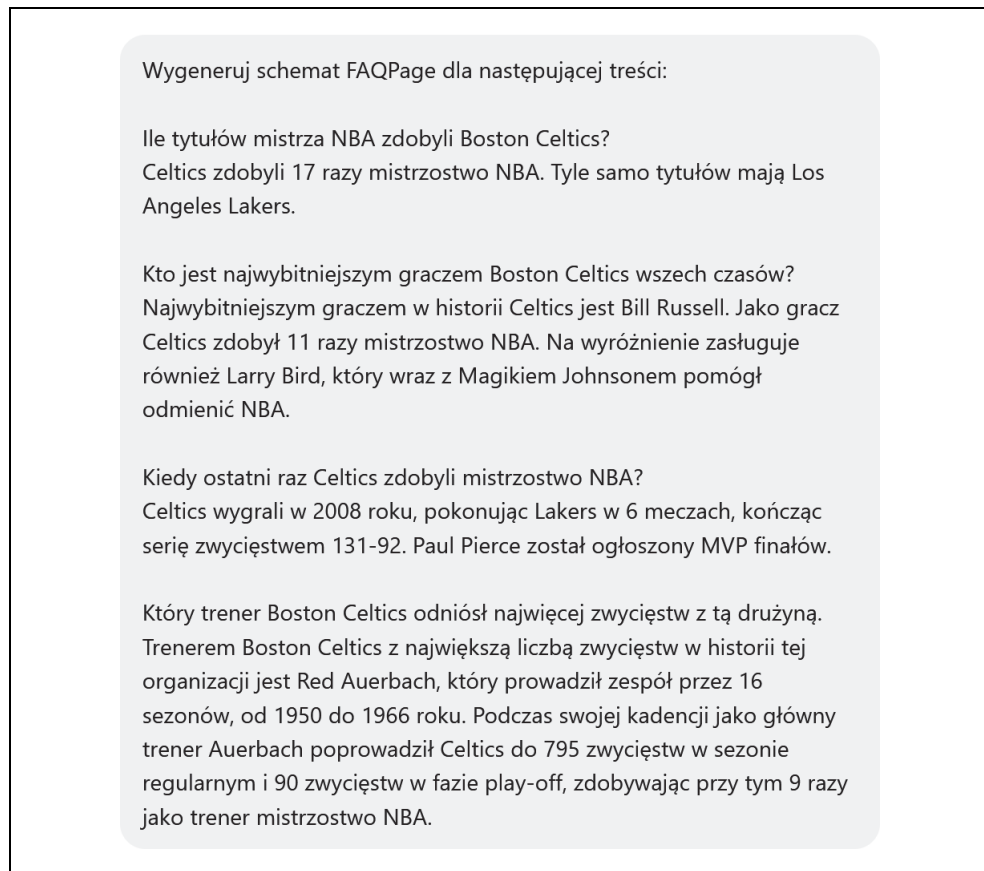 Wygeneruj schemat FAQPage dla następującej treści:
Ile tytułów mistrza NBA zdobyli Boston Celtics?
Celtics zdobyli 17 razy mistrzostwo NBA. Tyle samo tytułów mają Los
Angeles Lakers.
Kto jest najwybitniejszym graczem Boston Celtics wszech czasów?
Najwybitniejszym graczem w historii Celtics jest Bill Russell. Jako gracz
Celtics zdobył 11 razy mistrzostwo NBA. Na wyróżnienie zasługuje
również Larry Bird, który wraz z Magikiem Johnsonem pomógł
odmienić NBA.
Kiedy ostatni raz Celtics zdobyli mistrzostwo NBA?
Celtics wygrali w 2008 roku, pokonując Lakers w 6 meczach, kończąc
serię zwycięstwem 131-92. Paul Pierce został ogłoszony MVP finałów.
Który trener Boston Celtics odniósł najwięcej zwycięstw z tą drużyną.
Trenerem Boston Celtics z największą liczbą zwycięstw w historii tej
organizacji jest Red Auerbach, który prowadził zespół przez 16
sezonów, od 1950 do 1966 roku. Podczas swojej kadencji jako główny
trener Auerbach poprowadził Celtics do 795 zwycięstw w sezonie
regularnym i 90 zwycięstw w fazie play-off, zdobywając przy tym 9 razy
jako trener mistrzostwo NBA.